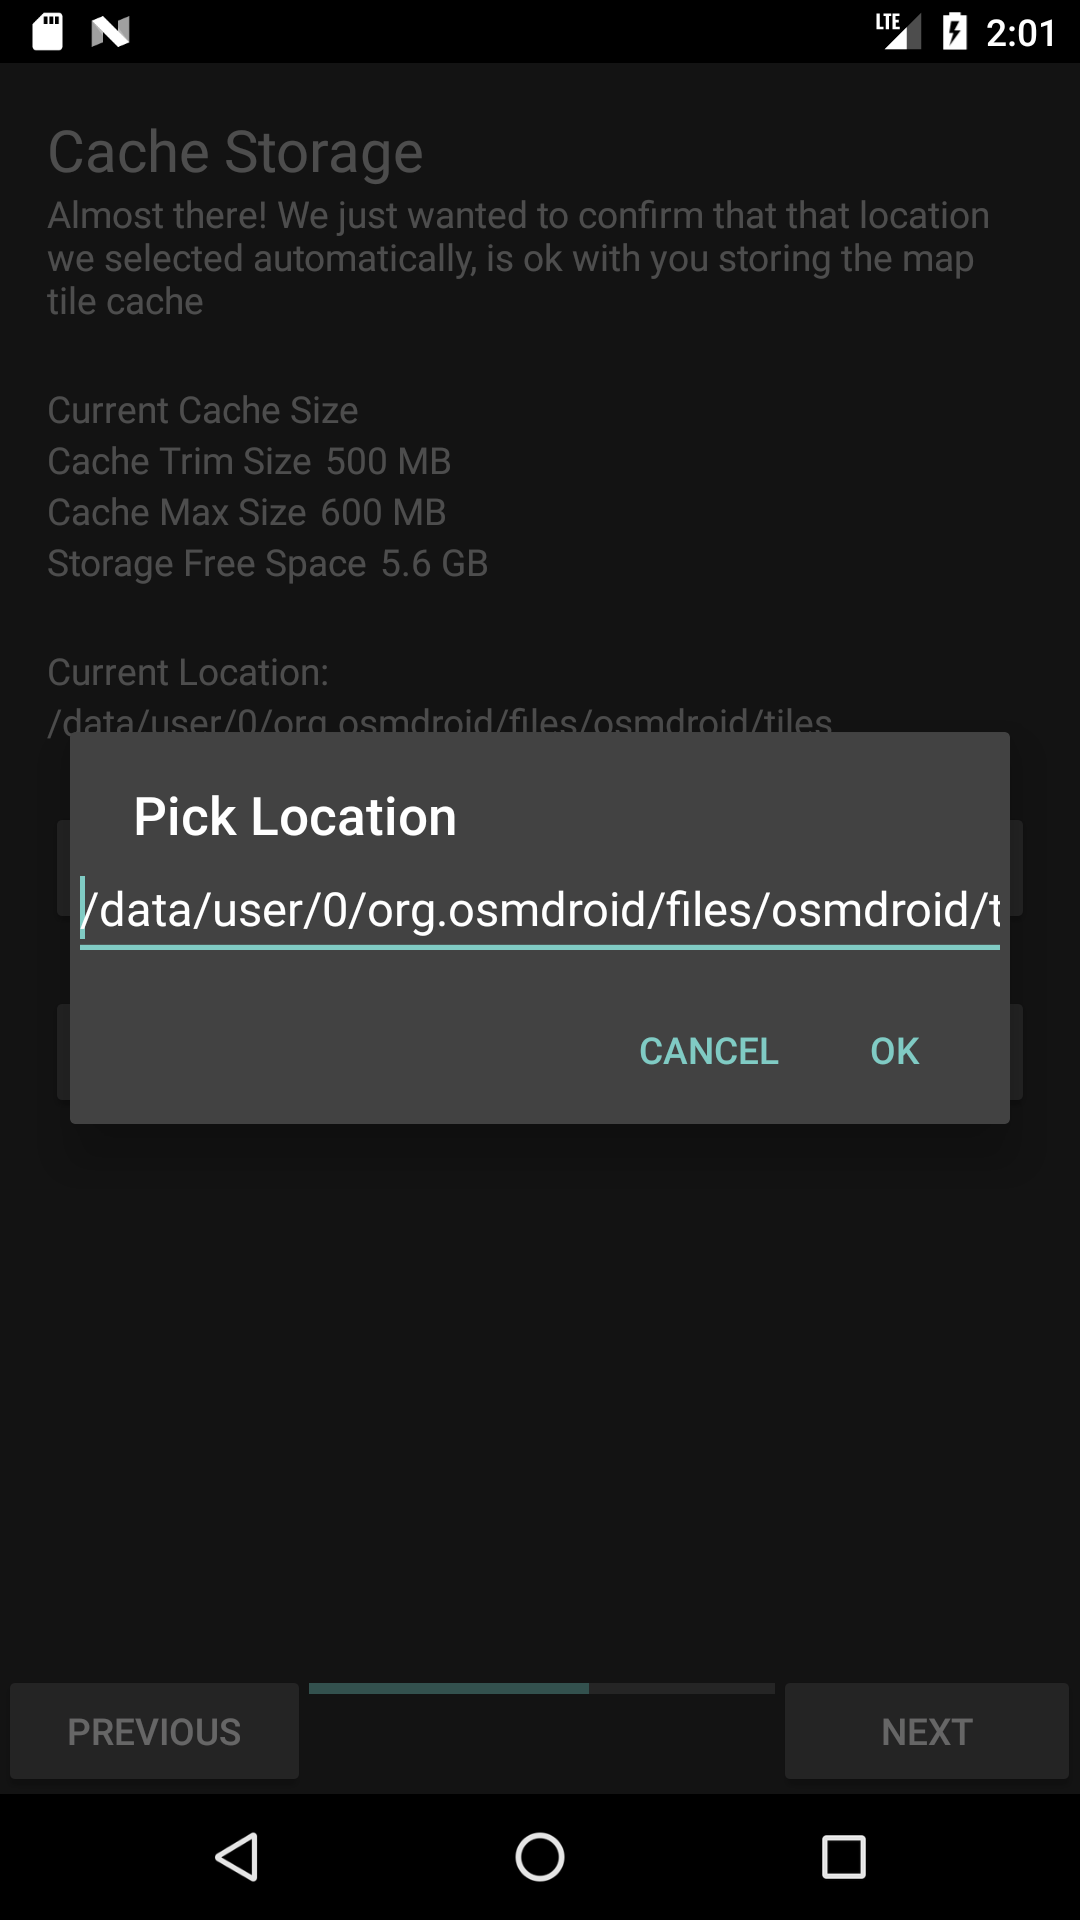 LTE 2:01
Cache Storage
Almost there! We just wanted to confirm that that location
we selected automatically, is ok with you storing the map
tile cache
Current Cache Size
Cache Trim Size 500 MB
Cache Max Size 600 MB
Storage Free Space 5.6 GB
Current Location:
/data/user/0/org.osmdroid/files/osmdroid/tiles
Pick Location
/data/user/0/org.osmdroid/files/osmdroid/t
CANCEL OK
PREVIOUS NEXT